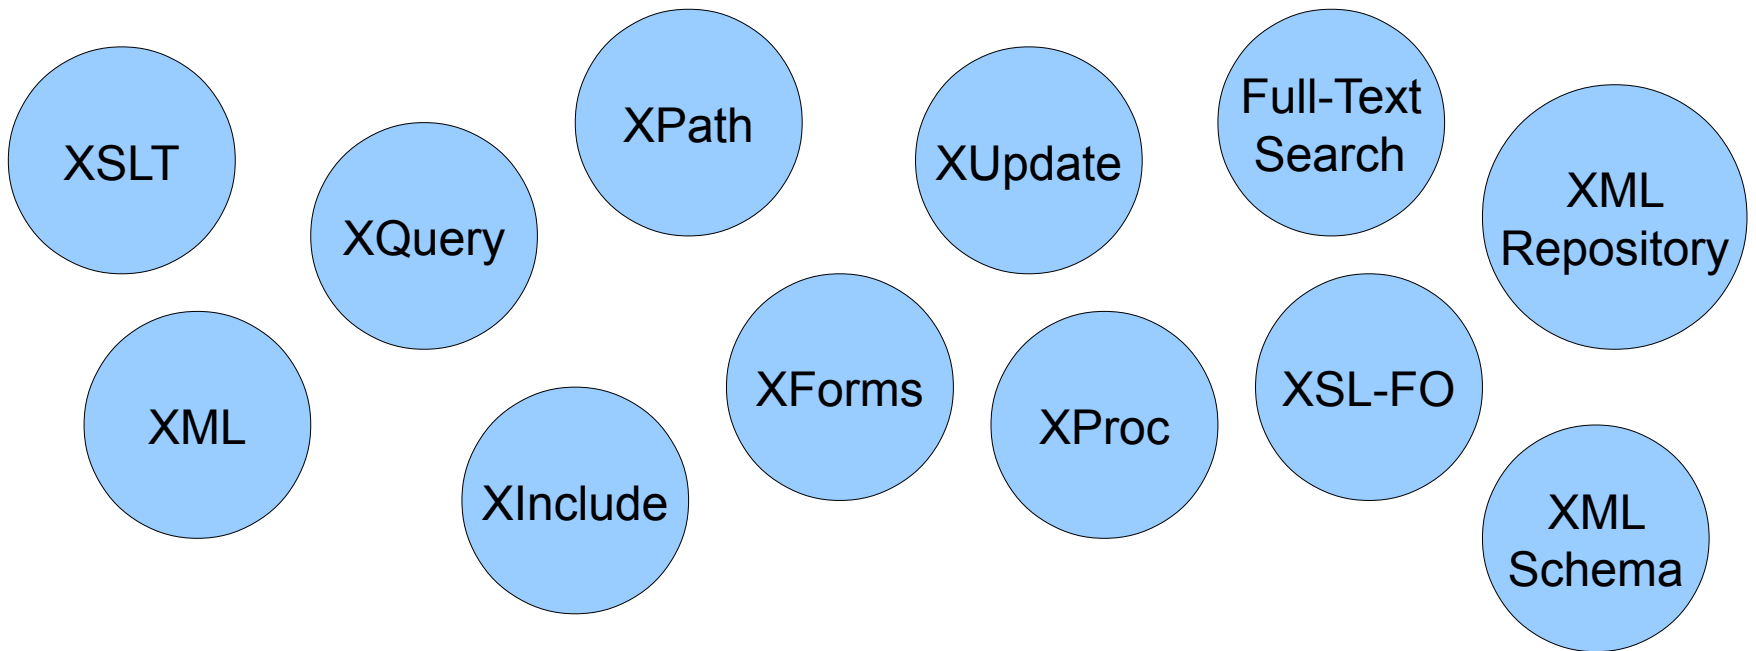 XSLT
XQuery
XPath
XUpdate
Full-Text
Search
XML
Repository
XML
XInclude
XForms
XProc
XSL-FO
XML
Schema